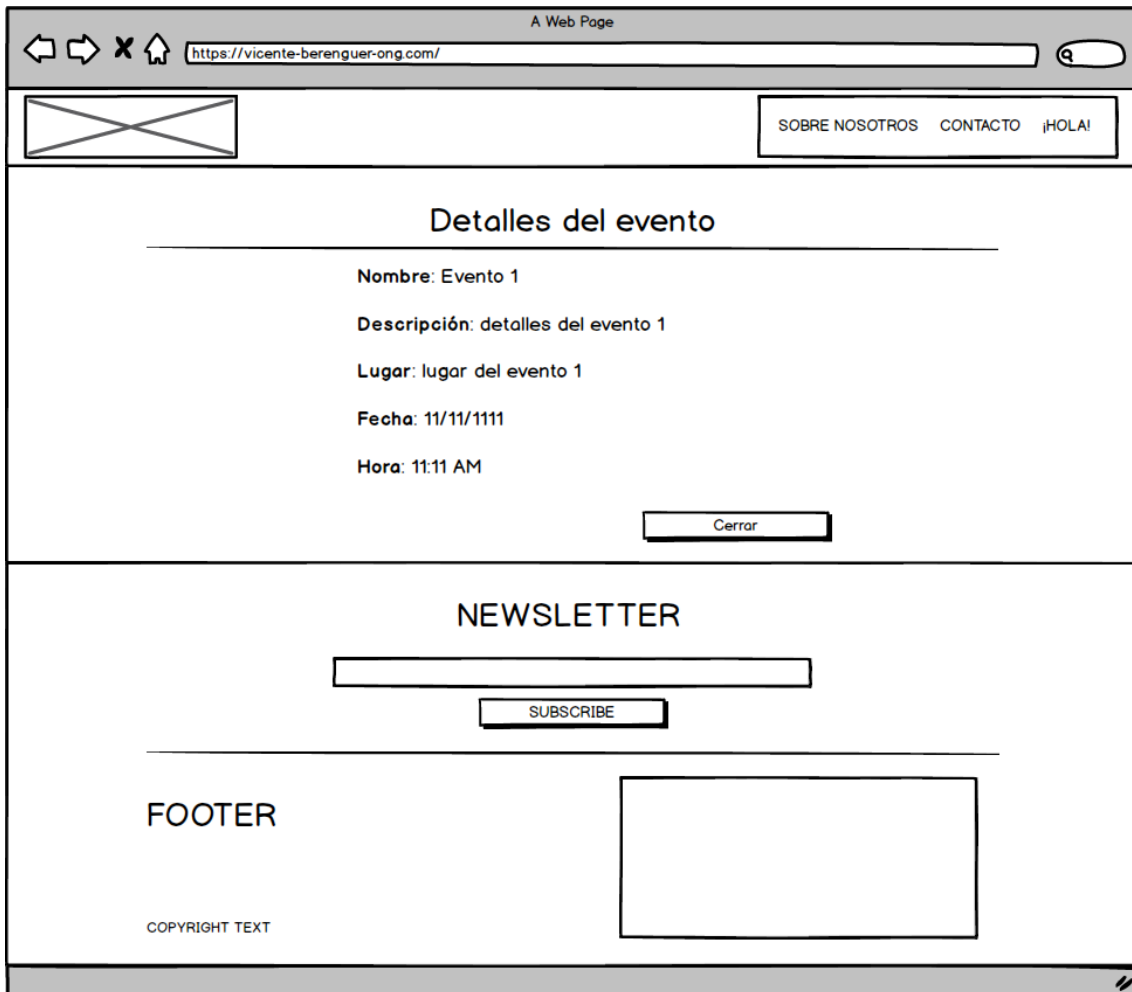 A Web Page
https://vicente-berenguer-ong.com/
SOBRE NOSOTROS CONTACTO ¡HOLA!
Detalles del evento
Nombre: Evento 1
Descripción: detalles del evento 1
Lugar: lugar del evento 1
Fecha: 11/11/1111
Hora: 11:11 AM
Cerrar
NEWSLETTER
SUBSCRIBE
FOOTER
COPYRIGHT TEXT